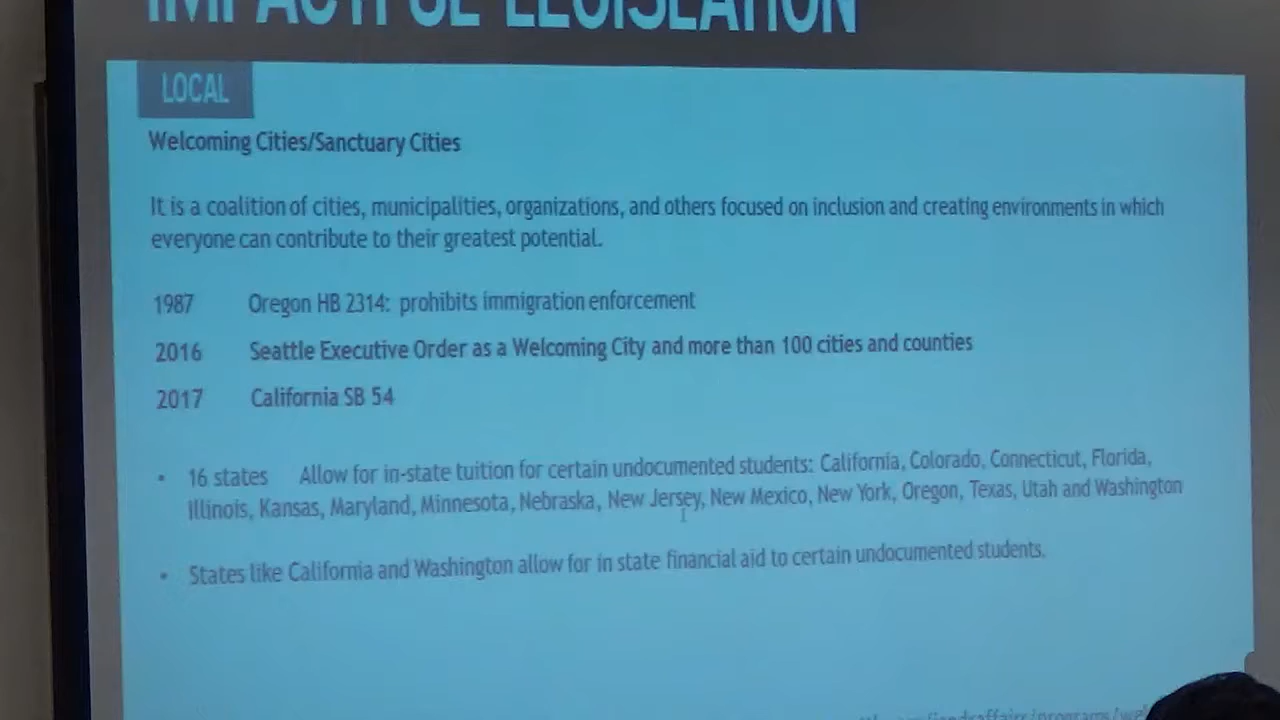 IMPACTFUL LEGISLATION
LOCAL
Welcoming Cities/Sanctuary Cities
It is a coalition of cities, municipalities, organizations, and others focused on inclusion and creating environments in which
everyone can contribute to their greatest potential.
1987 Oregon HB 2314: prohibits immigration enforcement
2016 Seattle Executive Order as a Welcoming City and more than 100 cities and counties
2017 California SB 54
• 16 states Allow for in-state tuition for certain undocumented students: California, Colorado, Connecticut, Florida,
Illinois, Kansas, Maryland, Minnesota, Nebraska, New Jersey, New Mexico, New York, Oregon, Texas, Utah and Washington
• States like California and Washington allow for in state financial aid to certain undocumented students.